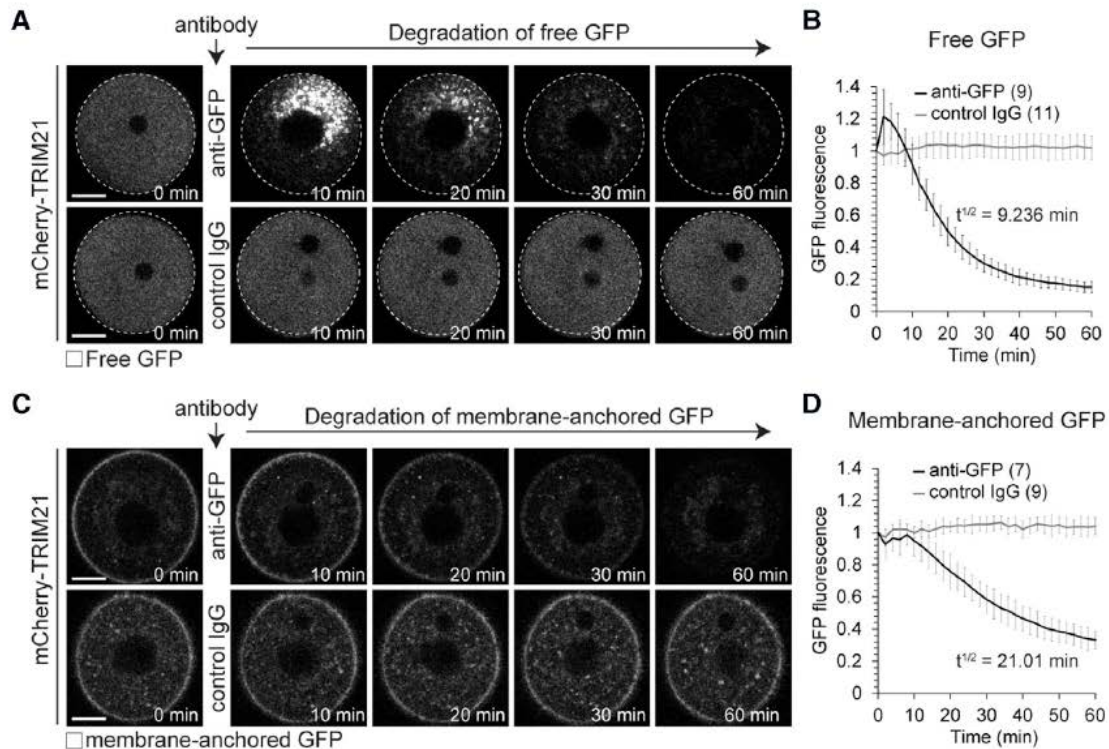 A
antibody
Degradation of free GFP
mCherry-TRIM21
anti-GFP
0 min
10 min
20 min
30 min
60 min
control IgG
0 min
10 min
20 min
30 min
60 min
□Free GFP
B
Free GFP
anti-GFP (9)
control IgG (11)
GFP fluorescence
1.4
1.2
1
0.8
0.6
0.4
0.2
0
t1/2 = 9.236 min
0 10 20 30 40 50 60
Time (min)
C
antibody
Degradation of membrane-anchored GFP
mCherry-TRIM21
anti-GFP
0 min
10 min
20 min
30 min
60 min
control IgG
0 min
10 min
20 min
30 min
60 min
□membrane-anchored GFP
D
Membrane-anchored GFP
anti-GFP (7)
control IgG (9)
GFP fluorescence
1.4
1.2
1
0.8
0.6
0.4
0.2
0
t1/2 = 21.01 min
0 10 20 30 40 50 60
Time (min)